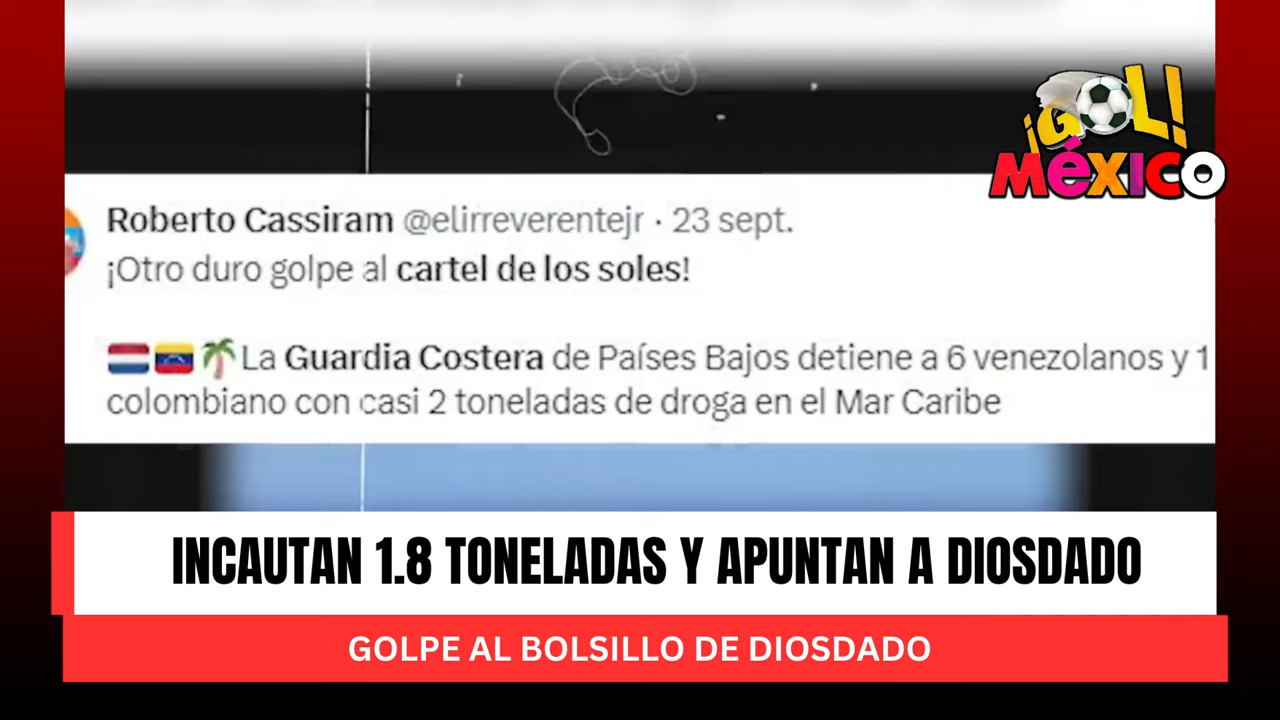 ¡GOL!
México
Roberto Cassiram @elirreverentejr · 23 sept.
¡Otro duro golpe al cartel de los soles!
La Guardia Costera de Países Bajos detiene a 6 venezolanos y 1
colombiano con casi 2 toneladas de droga en el Mar Caribe
INCAUTAN 1.8 TONELADAS Y APUNTAN A DIOSDADO
GOLPE AL BOLSILLO DE DIOSDADO